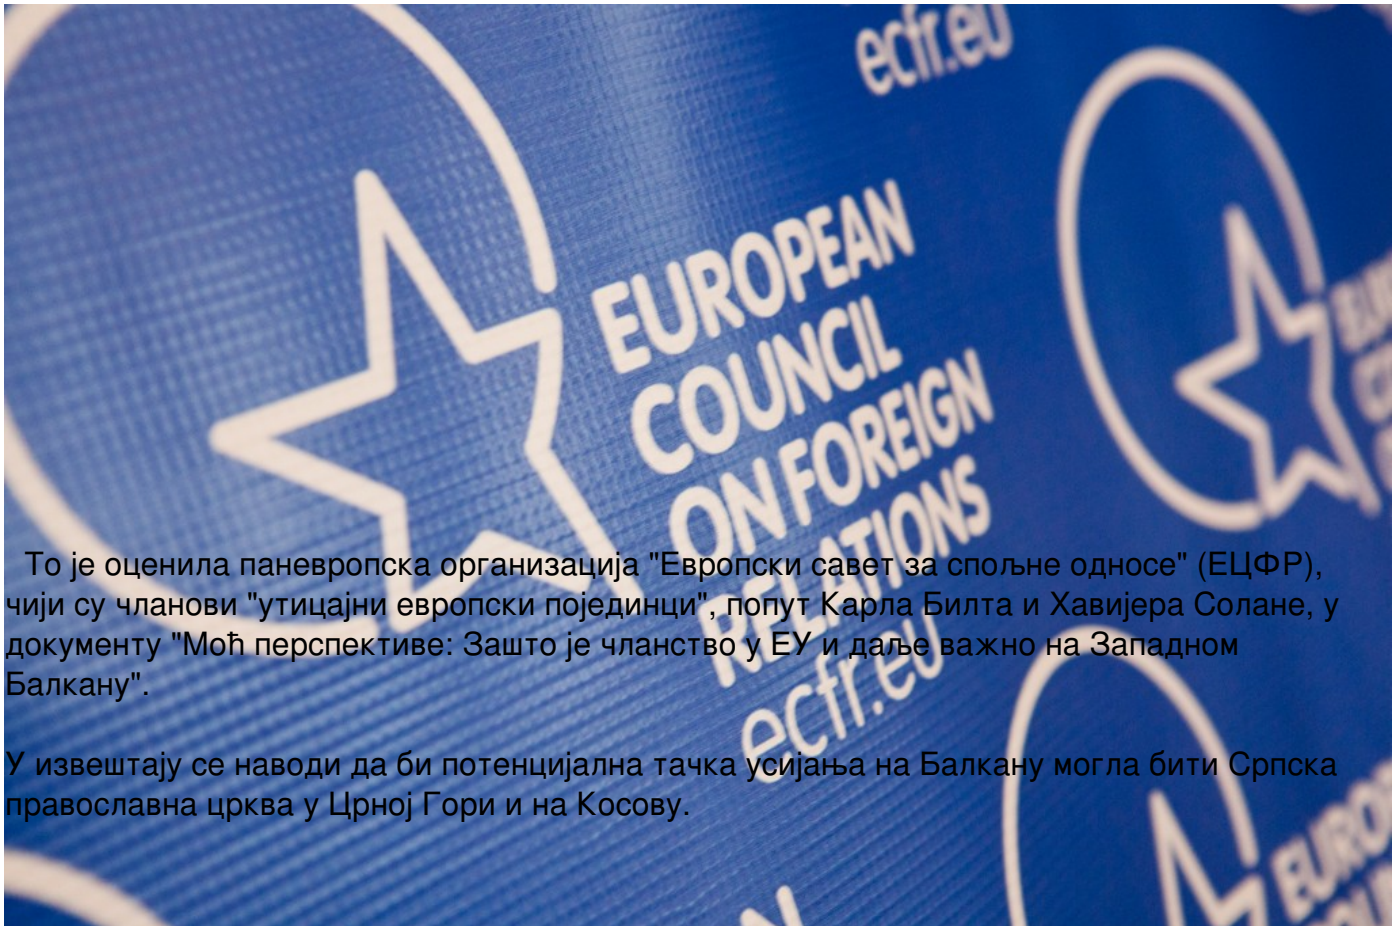 ecfr.eu
EUROPEAN
COUNCIL
ON FOREIGN
RELATIONS
ecfr.eu
То је оценила паневропска организација "Европски савет за спољне односе" (ЕЦФР),
чији су чланови "утицајни европски појединци", попут Карла Билта и Хавијера Солане, у
документу "Моћ перспективе: Зашто је чланство у ЕУ и даље важно на Западном
Балкану".
У извештају се наводи да би потенцијална тачка усијања на Балкану могла бити Српска
православна црква у Црној Гори и на Косову.